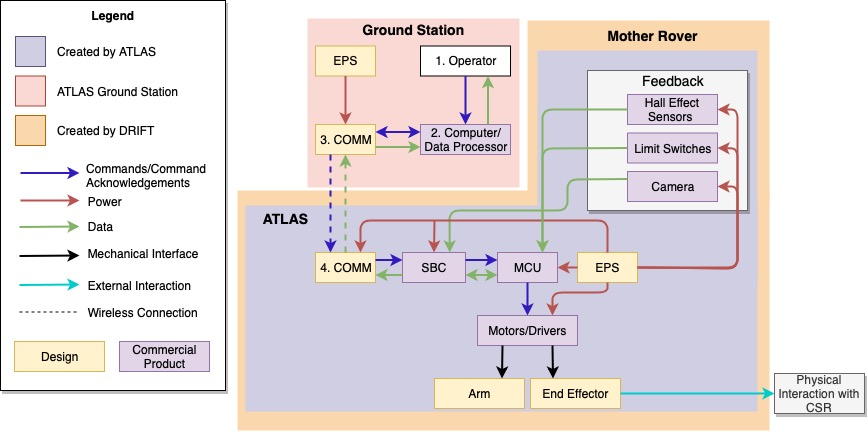 Legend
Created by ATLAS
ATLAS Ground Station
Created by DRIFT
Commands/Command
Acknowledgements
Power
Data
Mechanical Interface
External Interaction
Wireless Connection
Design
Commercial
Product
Ground Station
EPS
1. Operator
3. COMM
2. Computer/
Data Processor
Mother Rover
Feedback
Hall Effect
Sensors
Limit Switches
Camera
ATLAS
4. COMM
SBC
MCU
EPS
Motors/Drivers
Arm
End Effector
Physical
Interaction with
CSR